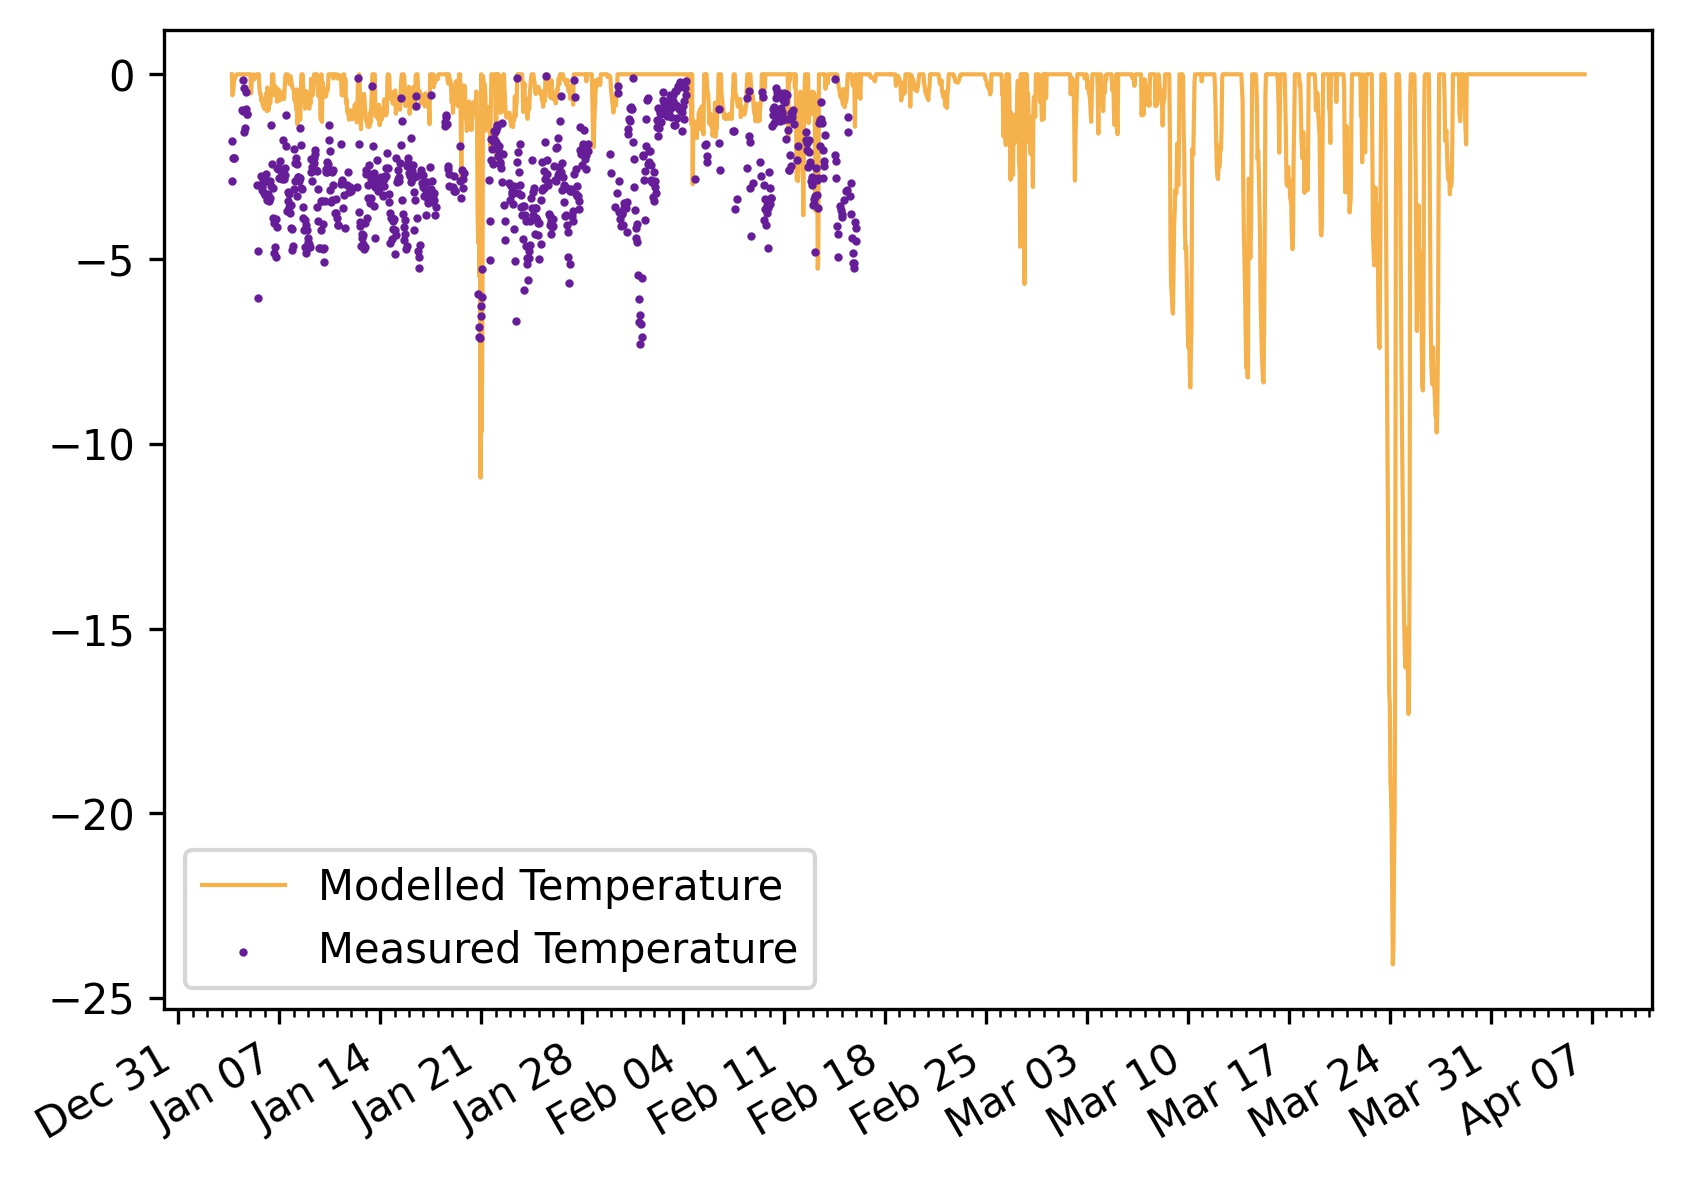 0
−5
−10
−15
−20
−25
Modelled Temperature
Measured Temperature
Dec 31
Jan 07
Jan 14
Jan 21
Jan 28
Feb 04
Feb 11
Feb 18
Feb 25
Mar 03
Mar 10
Mar 17
Mar 24
Mar 31
Apr 07